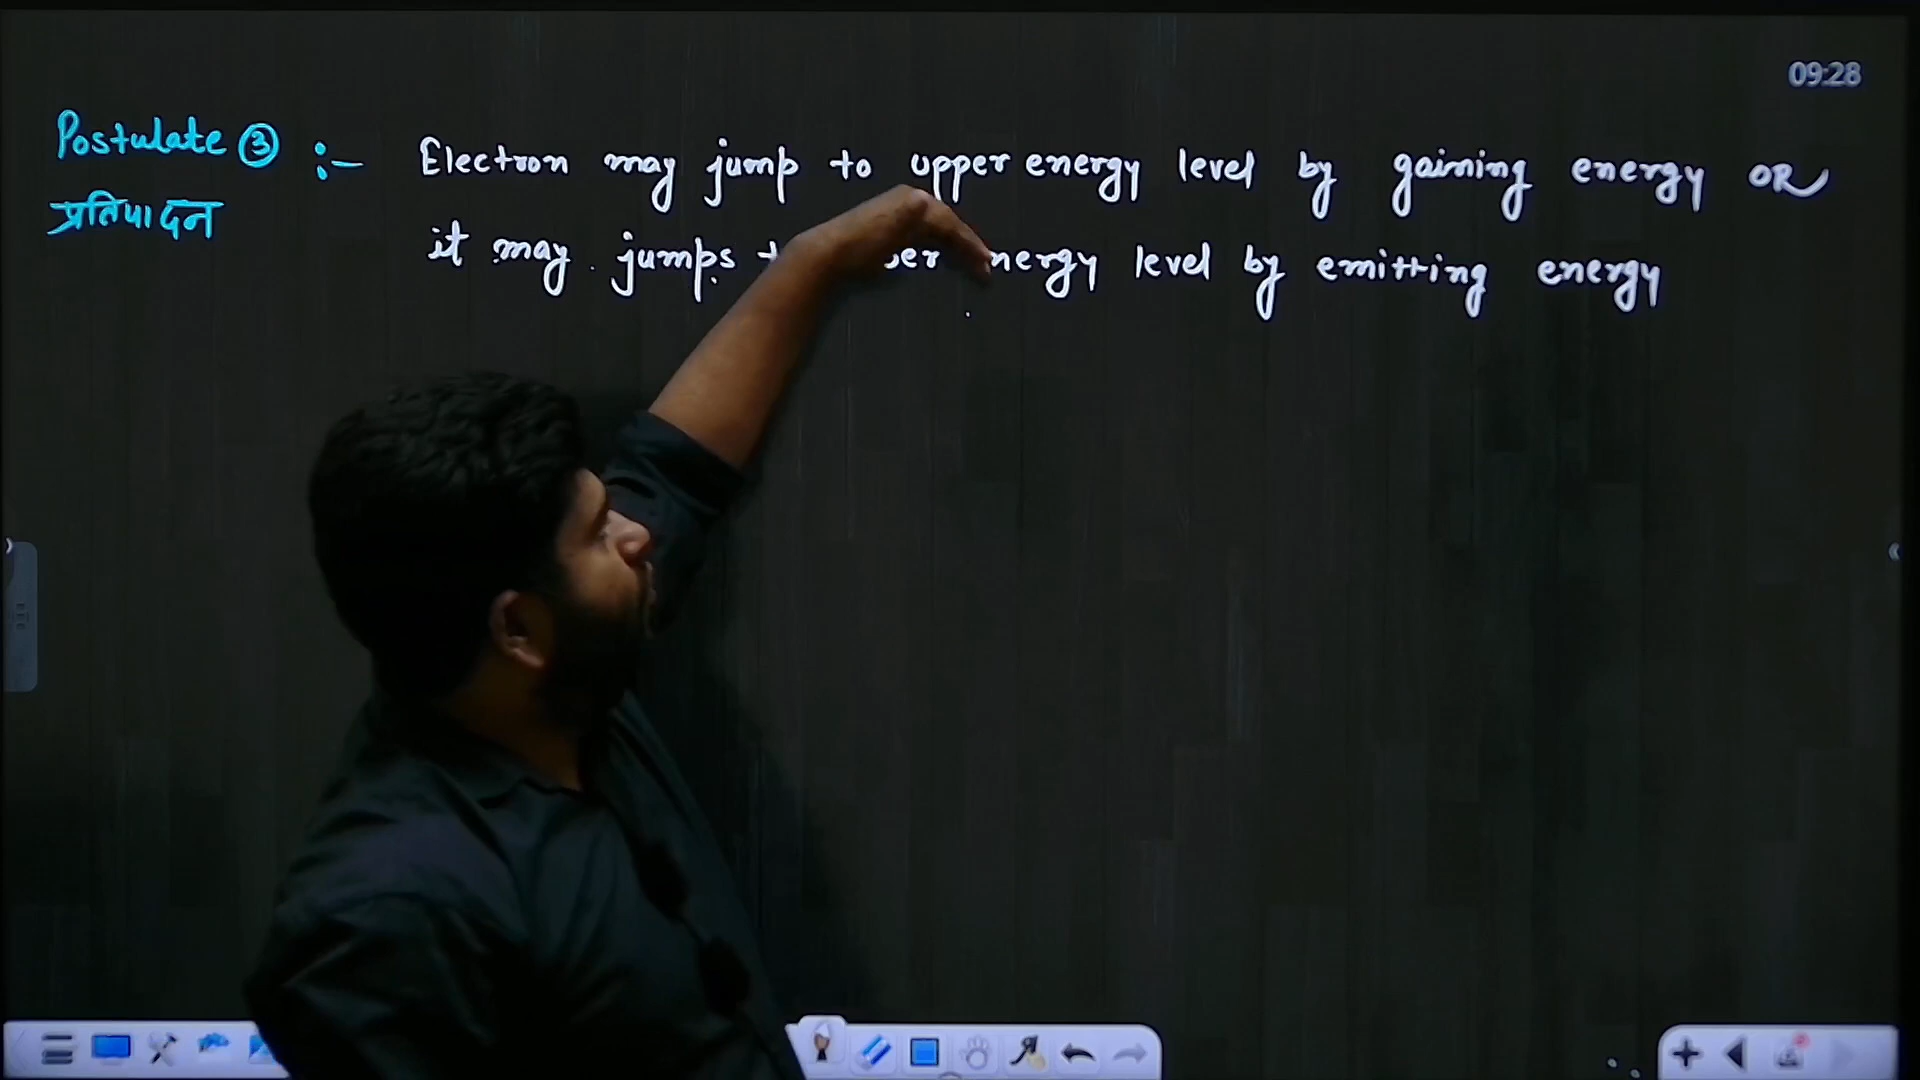 09:28
Postulate ③ :- Electron may jump to upper energy level by gaining energy OR
प्रतिपादन
it may jumps energy level by emitting energy